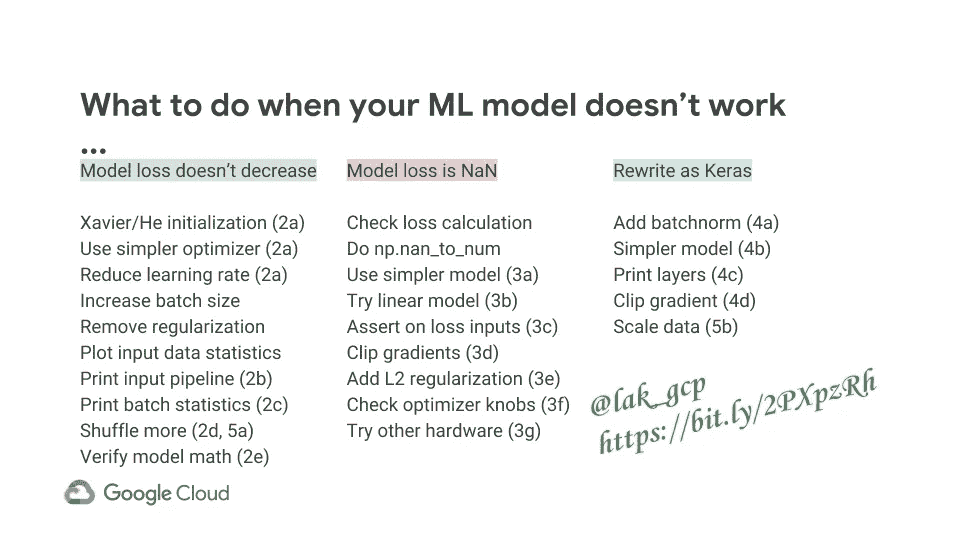 What to do when your ML model doesn't work
...
Model loss doesn't decrease
Xavier/He initialization (2a)
Use simpler optimizer (2a)
Reduce learning rate (2a)
Increase batch size
Remove regularization
Plot input data statistics
Print input pipeline (2b)
Print batch statistics (2c)
Shuffle more (2d, 5a)
Verify model math (2e)
Model loss is NaN
Check loss calculation
Do np.nan_to_num
Use simpler model (3a)
Try linear model (3b)
Assert on loss inputs (3c)
Clip gradients (3d)
Add L2 regularization (3e)
Check optimizer knobs (3f)
Try other hardware (3g)
Rewrite as Keras
Add batchnorm (4a)
Simpler model (4b)
Print layers (4c)
Clip gradient (4d)
Scale data (5b)
@lak_gcp
https://bit.ly/2PXpzRh
Google Cloud